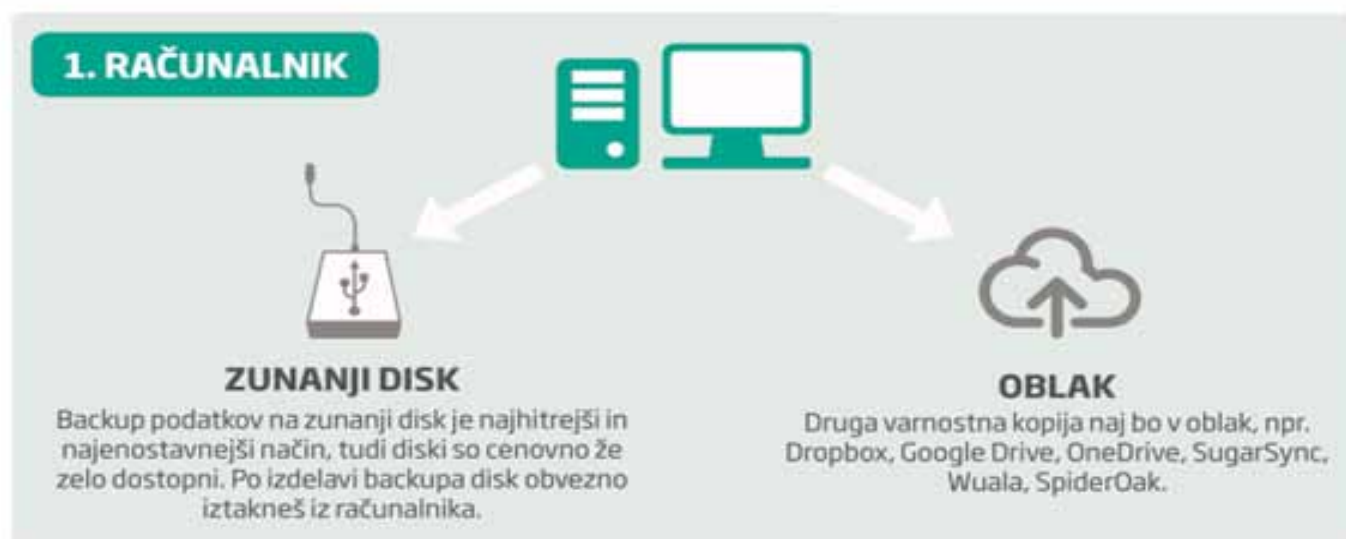 1. RAČUNALNIK
ZUNANJI DISK
Backup podatkov na zunanji disk je najhitrejši in
najenostavnejši način, tudi diski so cenovno že
zelo dostopni. Po izdelavi backupa disk obvezno
iztakneš iz računalnika.
OBLAK
Druga varnostna kopija naj bo v oblak, npr.
Dropbox, Google Drive, OneDrive, SugarSync,
Wuala, SpiderOak.